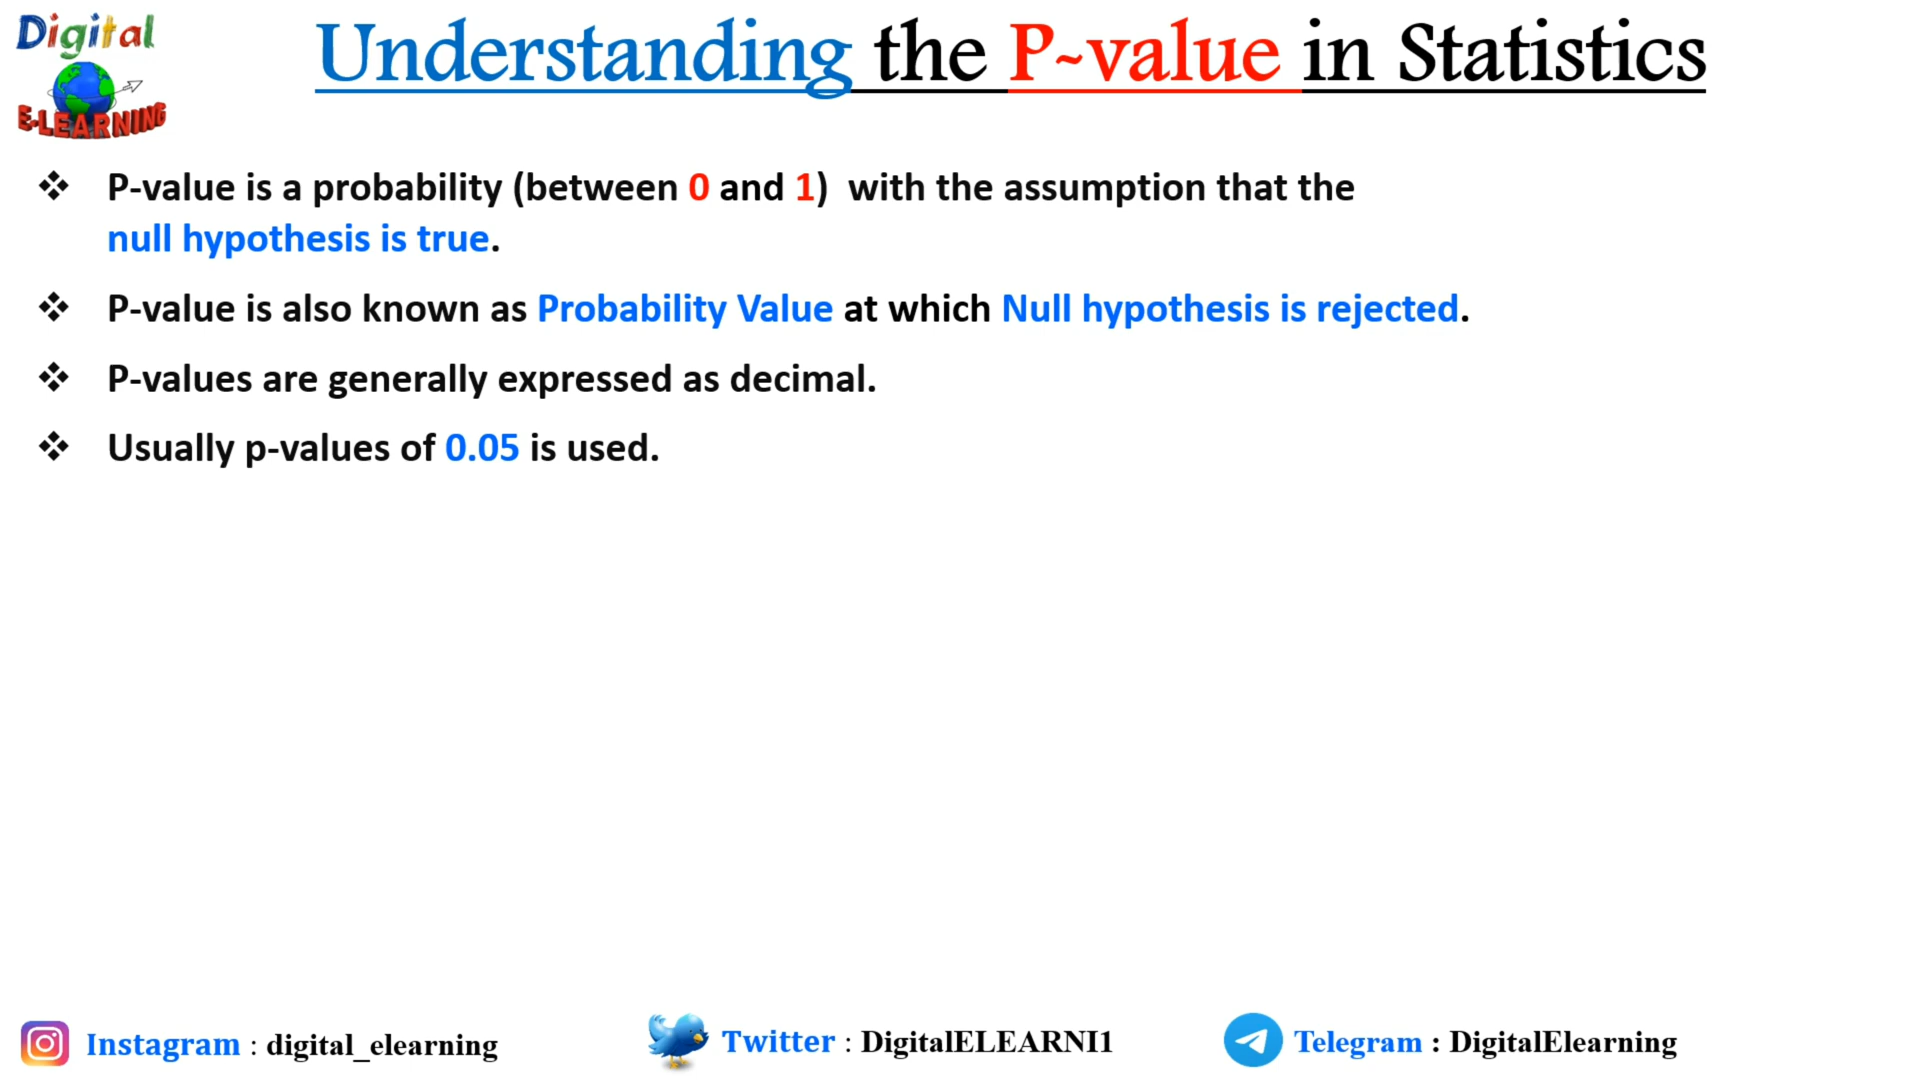 Digital
E-LEARNING
Understanding the P~value in Statistics
❖ P-value is a probability (between 0 and 1) with the assumption that the
null hypothesis is true.
❖ P-value is also known as Probability Value at which Null hypothesis is rejected.
❖ P-values are generally expressed as decimal.
❖ Usually p-values of 0.05 is used.
Instagram : digital_elearning
Twitter : DigitalELEARNI1
Telegram : DigitalElearning